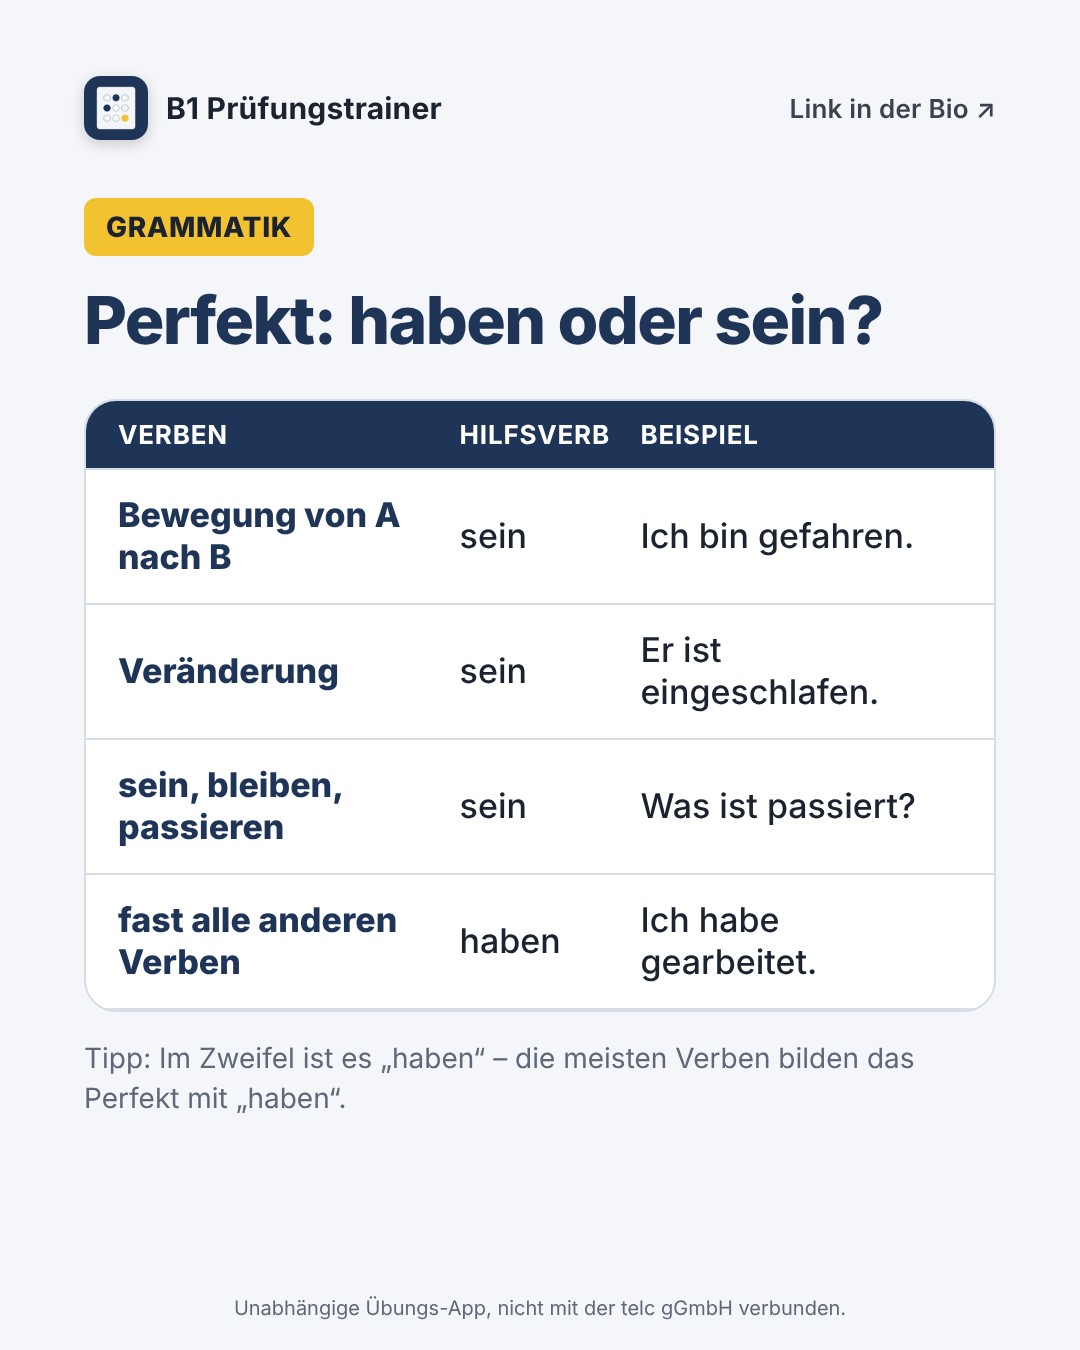 B1 Prüfungstrainer
Link in der Bio ↗
GRAMMATIK
Perfekt: haben oder sein?
VERBEN HILFSVERB BEISPIEL
Bewegung von A
nach B
sein
Ich bin gefahren.
Veränderung
sein
Er ist
eingeschlafen.
sein, bleiben,
passieren
sein
Was ist passiert?
fast alle anderen
Verben
haben
Ich habe
gearbeitet.
Tipp: Im Zweifel ist es „haben“ – die meisten Verben bilden das
Perfekt mit „haben“.
Unabhängige Übungs-App, nicht mit der telc gGmbH verbunden.